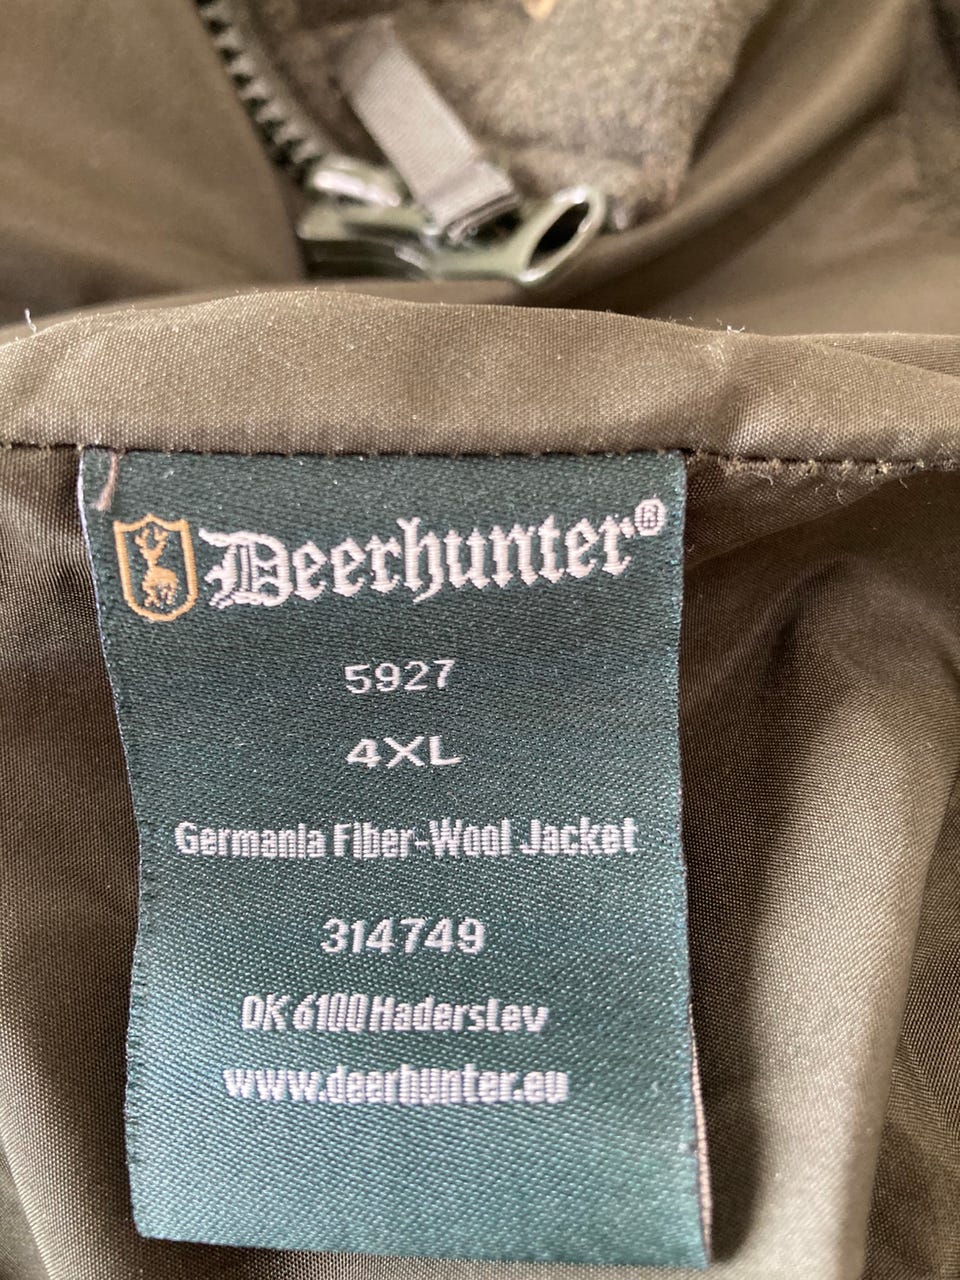 Deerhunter®
5927
4XL
Germania Fiber-Wool Jacket
314749
DK 6100 Haderslev
www.deerhunter.eu